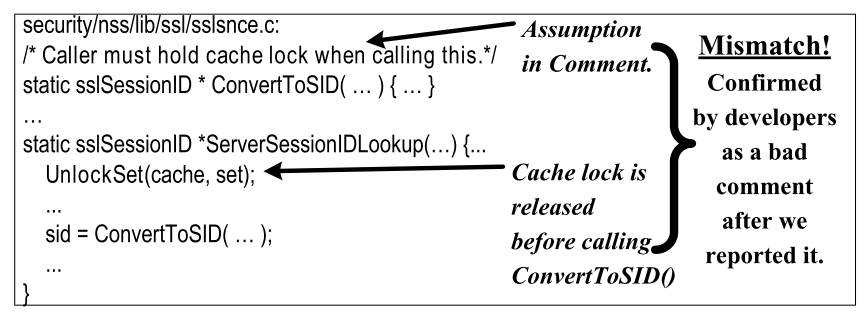 security/nss/lib/ssl/sslsnce.c:
/* Caller must hold cache lock when calling this.*/
static sslSessionID * ConvertToSID( … ) { … }
…
static sslSessionID *ServerSessionIDLookup(…) {...
UnlockSet(cache, set);
...
sid = ConvertToSID( … );
...
}
Assumption
in Comment.
Cache lock is
released
before calling
ConvertToSID()
Mismatch!
Confirmed
by developers
as a bad
comment
after we
reported it.